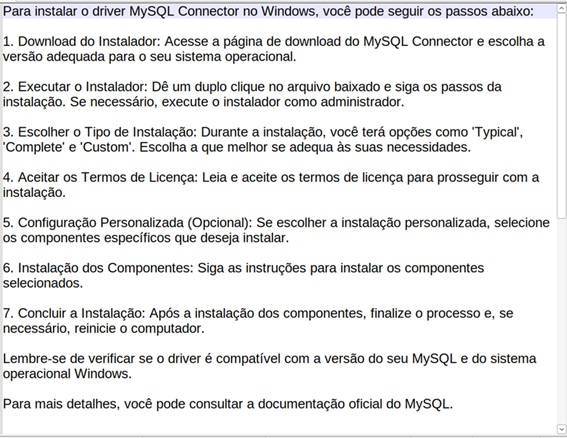 Para instalar o driver MySQL Connector no Windows, você pode seguir os passos abaixo:
1. Download do Instalador: Acesse a página de download do MySQL Connector e escolha a
versão adequada para o seu sistema operacional.
2. Executar o Instalador: Dê um duplo clique no arquivo baixado e siga os passos da
instalação. Se necessário, execute o instalador como administrador.
3. Escolher o Tipo de Instalação: Durante a instalação, você terá opções como 'Typical',
'Complete' e 'Custom'. Escolha a que melhor se adequa às suas necessidades.
4. Aceitar os Termos de Licença: Leia e aceite os termos de licença para prosseguir com a
instalação.
5. Configuração Personalizada (Opcional): Se escolher a instalação personalizada, selecione
os componentes específicos que deseja instalar.
6. Instalação dos Componentes: Siga as instruções para instalar os componentes
selecionados.
7. Concluir a Instalação: Após a instalação dos componentes, finalize o processo e, se
necessário, reinicie o computador.
Lembre-se de verificar se o driver é compatível com a versão do seu MySQL e do sistema
operacional Windows.
Para mais detalhes, você pode consultar a documentação oficial do MySQL.